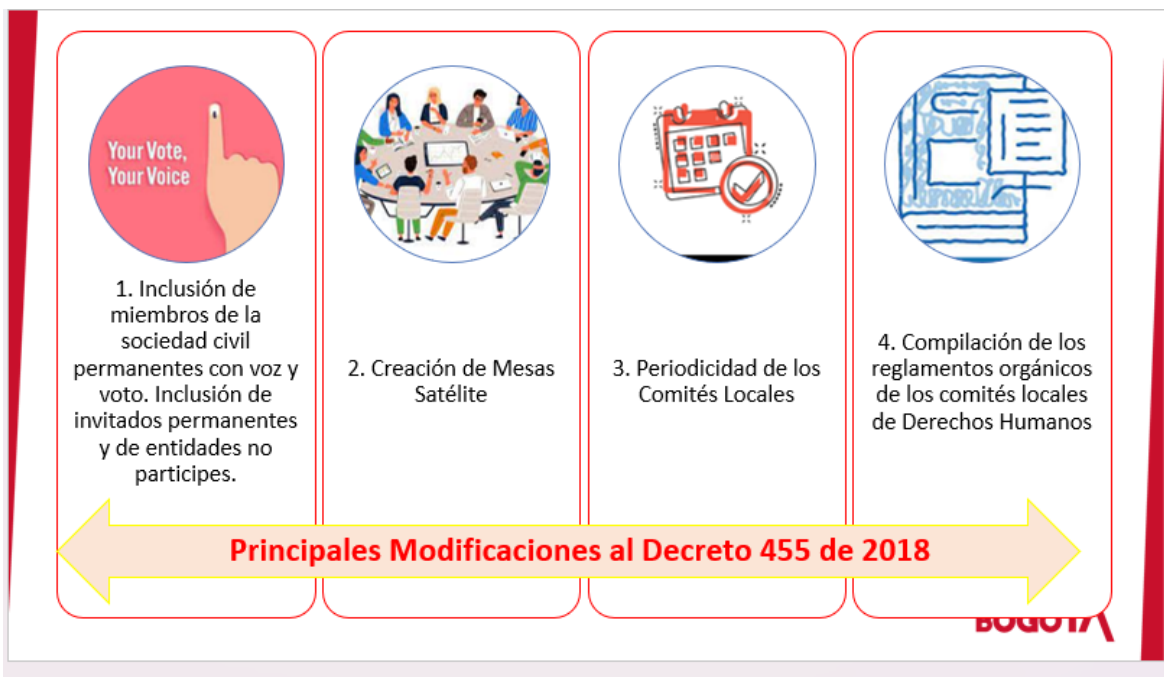 Your Vote,
Your Voice
1. Inclusión de
miembros de la
sociedad civil
permanentes con voz y
voto. Inclusión de
invitados permanentes
y de entidades no
participes.
2. Creación de Mesas
Satélite
3. Periodicidad de los
Comités Locales
4. Compilación de los
reglamentos orgánicos
de los comités locales
de Derechos Humanos
Principales Modificaciones al Decreto 455 de 2018
BOGOTÁ